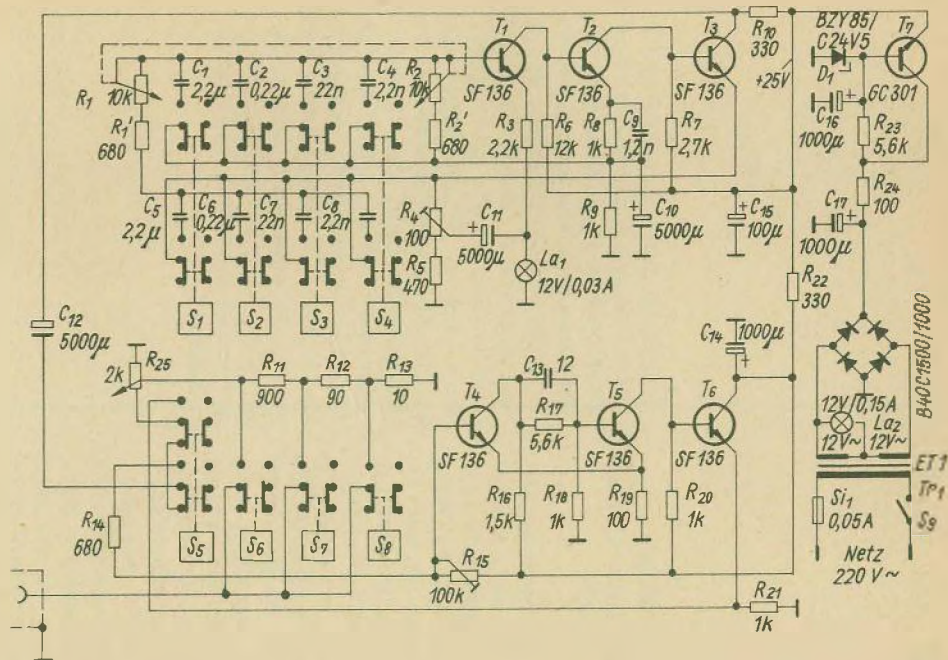 T1
T2
T3
R10
330
+25V
BZY85/
C24V5
T7
D1
GC301
C16
1000µ
R23
5,6k
R24
100
C17
1000µ
R1
10k
R1'
680
C1
2,2µ
C2
0,22µ
C3
22n
C4
2,2n
R2
10k
R2'
680
SF136
SF136
SF136
R3
2,2k
R6
12k
R8
1k
C9
1,2n
R7
2,7k
C5
2,2µ
C6
0,22µ
C7
22n
C8
2,2n
R4
100
C11
5000µ
R5
470
La1
12V/0,03A
R9
1k
C10
5000µ
C15
100µ
R22
330
S1
S2
S3
S4
C12
5000µ
C14
1000µ
B40C1500/1000
R25
2k
R11
900
R12
90
R13
10
T4
SF136
C13
12
R17
5,6k
T5
SF136
T6
SF136
12V/0,15A
La2
12V~
12V~
ET1
Tr1
S9
Si1
0,05A
Netz
220V~
R14
680
S5
S6
S7
S8
R16
1,5k
R18
1k
R19
100
R20
1k
R15
100k
R21
1k